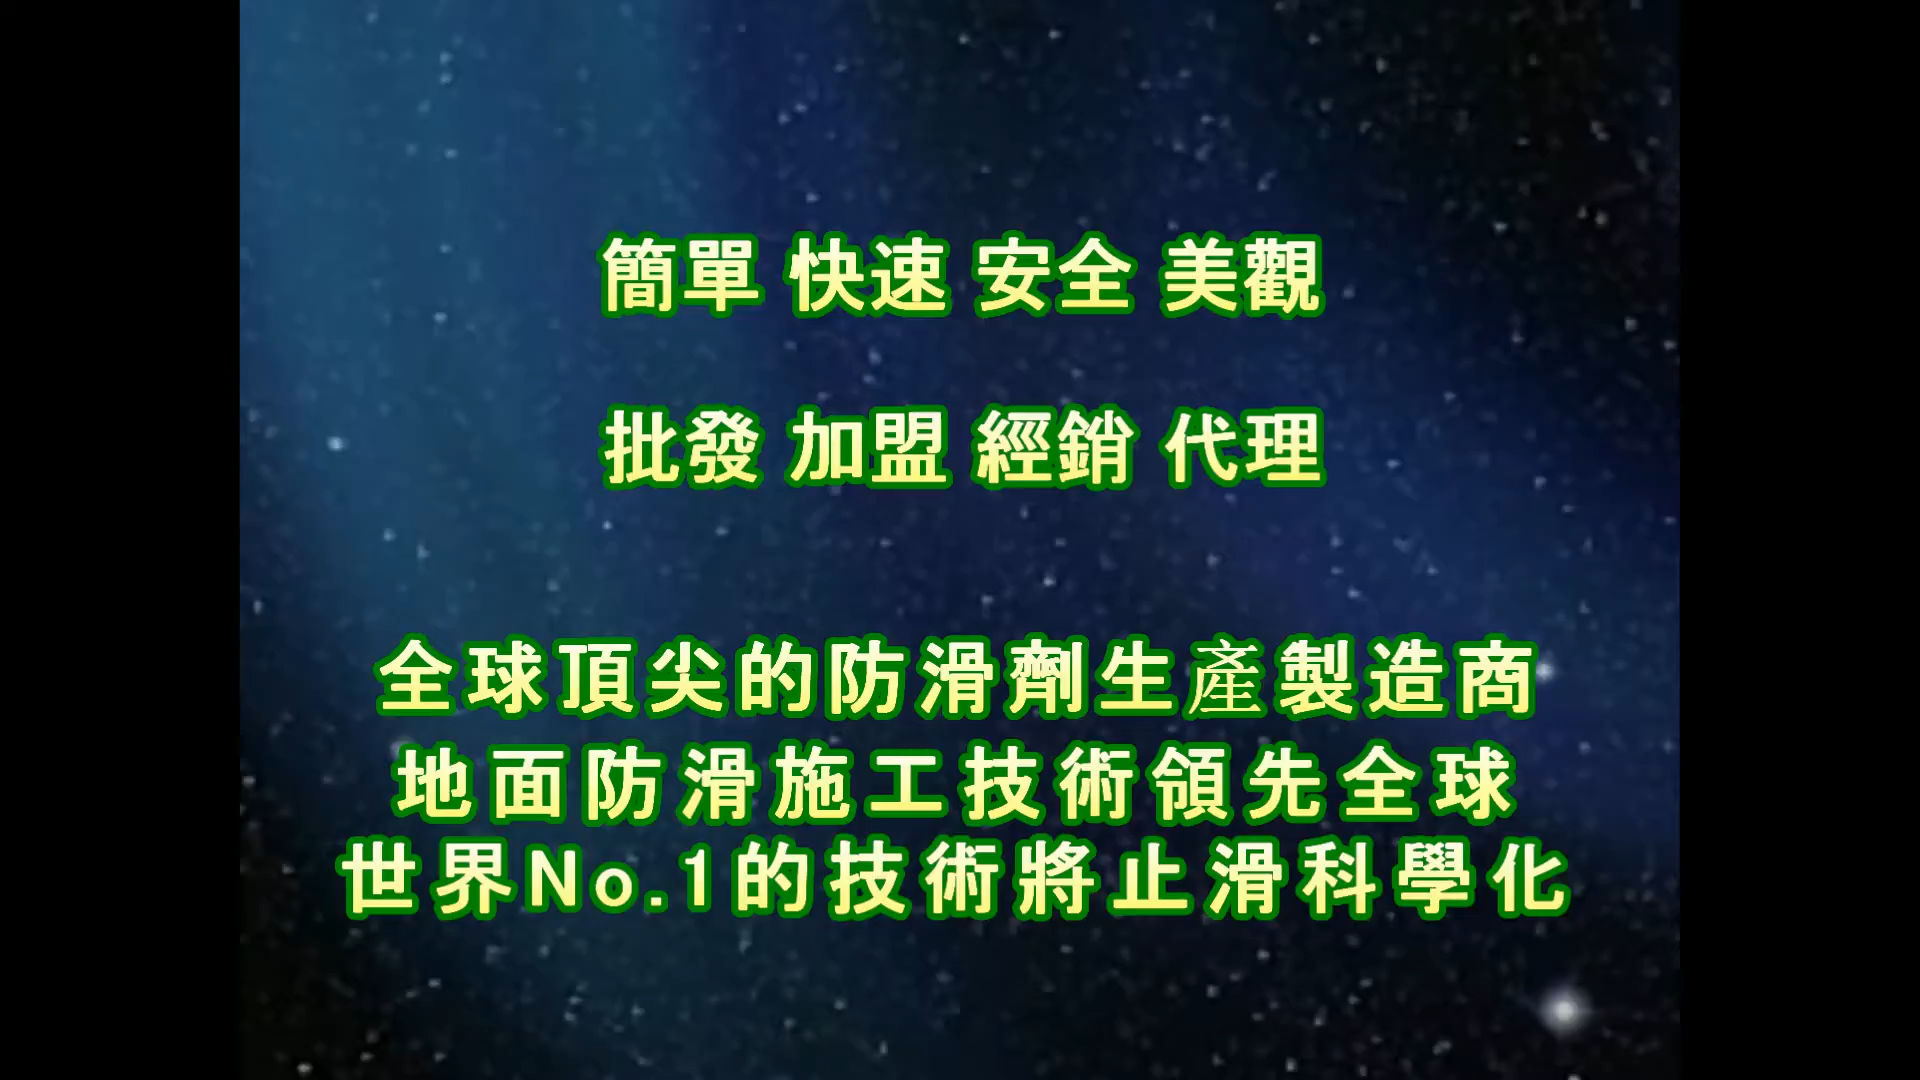 簡單 快速 安全 美觀
批發 加盟 經銷 代理
全球頂尖的防滑劑生產製造商
地面防滑施工技術領先全球
世界No.1的技術將止滑科學化